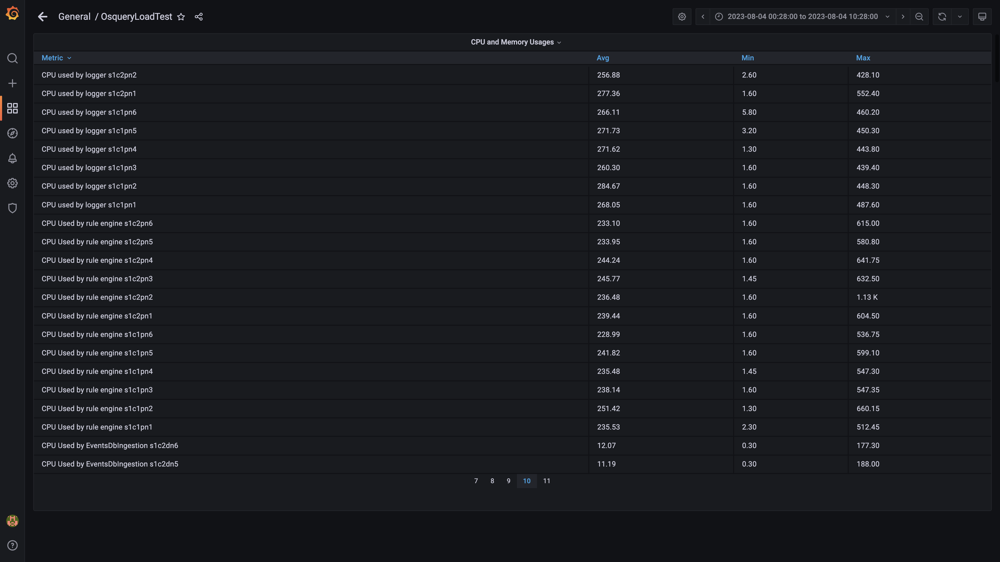 General / OsqueryLoadTest
2023-08-04 00:28:00 to 2023-08-04 10:28:00
CPU and Memory Usages
Metric Avg Min Max
CPU used by logger s1c2pn2 256.88 2.60 428.10
CPU used by logger s1c2pn1 277.36 1.60 552.40
CPU used by logger s1c1pn6 266.11 5.80 460.20
CPU used by logger s1c1pn5 271.73 3.20 450.30
CPU used by logger s1c1pn4 271.62 1.30 443.80
CPU used by logger s1c1pn3 260.30 1.60 439.40
CPU used by logger s1c1pn2 284.67 1.60 448.30
CPU used by logger s1c1pn1 268.05 1.60 487.60
CPU Used by rule engine s1c2pn6 233.10 1.60 615.00
CPU Used by rule engine s1c2pn5 233.95 1.60 580.80
CPU Used by rule engine s1c2pn4 244.24 1.60 641.75
CPU Used by rule engine s1c2pn3 245.77 1.45 632.50
CPU Used by rule engine s1c2pn2 236.48 1.60 1.13 K
CPU Used by rule engine s1c2pn1 239.44 1.60 604.50
CPU Used by rule engine s1c1pn6 228.99 1.60 536.75
CPU Used by rule engine s1c1pn5 241.82 1.60 599.10
CPU Used by rule engine s1c1pn4 235.48 1.45 547.30
CPU Used by rule engine s1c1pn3 238.14 1.60 547.35
CPU Used by rule engine s1c1pn2 251.42 1.30 660.15
CPU Used by rule engine s1c1pn1 235.53 2.30 512.45
CPU Used by EventsDbIngestion s1c2dn6 12.07 0.30 177.30
CPU Used by EventsDbIngestion s1c2dn5 11.19 0.30 188.00
7 8 9 10 11